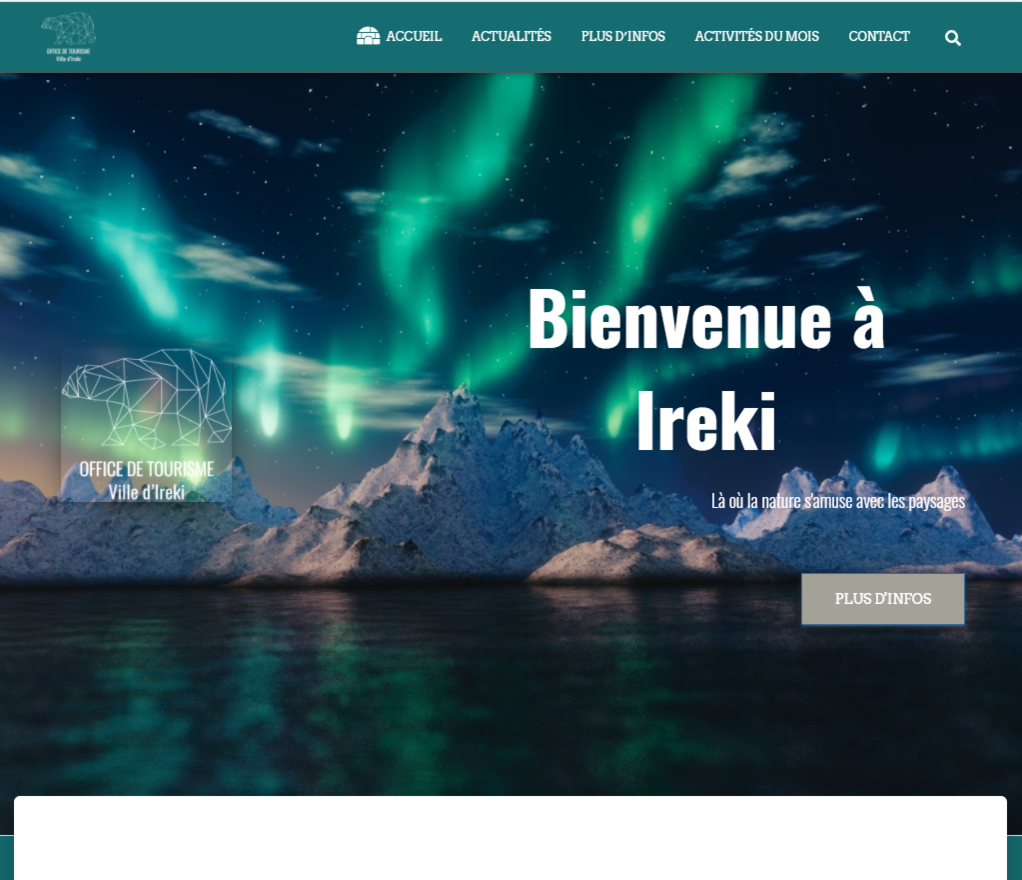 OFFICE DE TOURISME
Ville d'Ireki
ACCUEIL
ACTUALITÉS
PLUS D'INFOS
ACTIVITÉS DU MOIS
CONTACT
Bienvenue à
Ireki
OFFICE DE TOURISME
Ville d'Ireki
Là où la nature s'amuse avec les paysages
PLUS D'INFOS